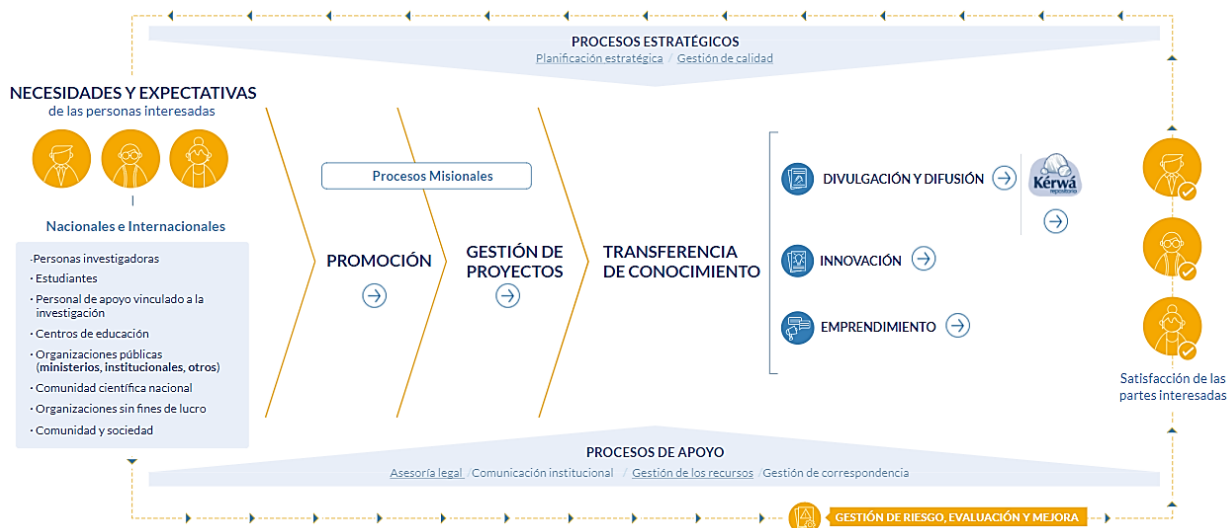 PROCESOS ESTRATÉGICOS
Planificación estratégica / Gestión de calidad
NECESIDADES Y EXPECTATIVAS
de las personas interesadas
Nacionales e Internacionales
·Personas investigadoras
· Estudiantes
· Personal de apoyo vinculado a la
investigación
· Centros de educación
· Organizaciones públicas
(ministerios, institucionales, otros)
· Comunidad científica nacional
· Organizaciones sin fines de lucro
· Comunidad y sociedad
Procesos Misionales
PROMOCIÓN
GESTIÓN DE
PROYECTOS
TRANSFERENCIA
DE CONOCIMIENTO
DIVULGACIÓN Y DIFUSIÓN
Kérwá
repositorio
INNOVACIÓN
EMPRENDIMIENTO
Satisfacción de las
partes interesadas
PROCESOS DE APOYO
Asesoría legal /Comunicación institucional / Gestión de los recursos /Gestión de correspondencia
GESTIÓN DE RIESGO, EVALUACIÓN Y MEJORA